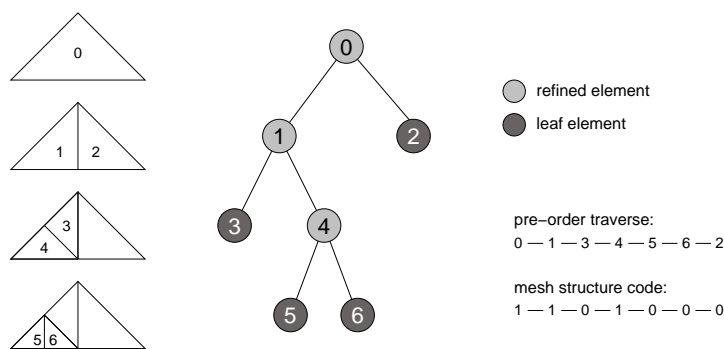 0
1 2
3
4
5 6
0
1
2
3
4
5
6
refined element
leaf element
pre–order traverse:
0 — 1 — 3 — 4 — 5 — 6 — 2
mesh structure code:
1 — 1 — 0 — 1 — 0 — 0 — 0